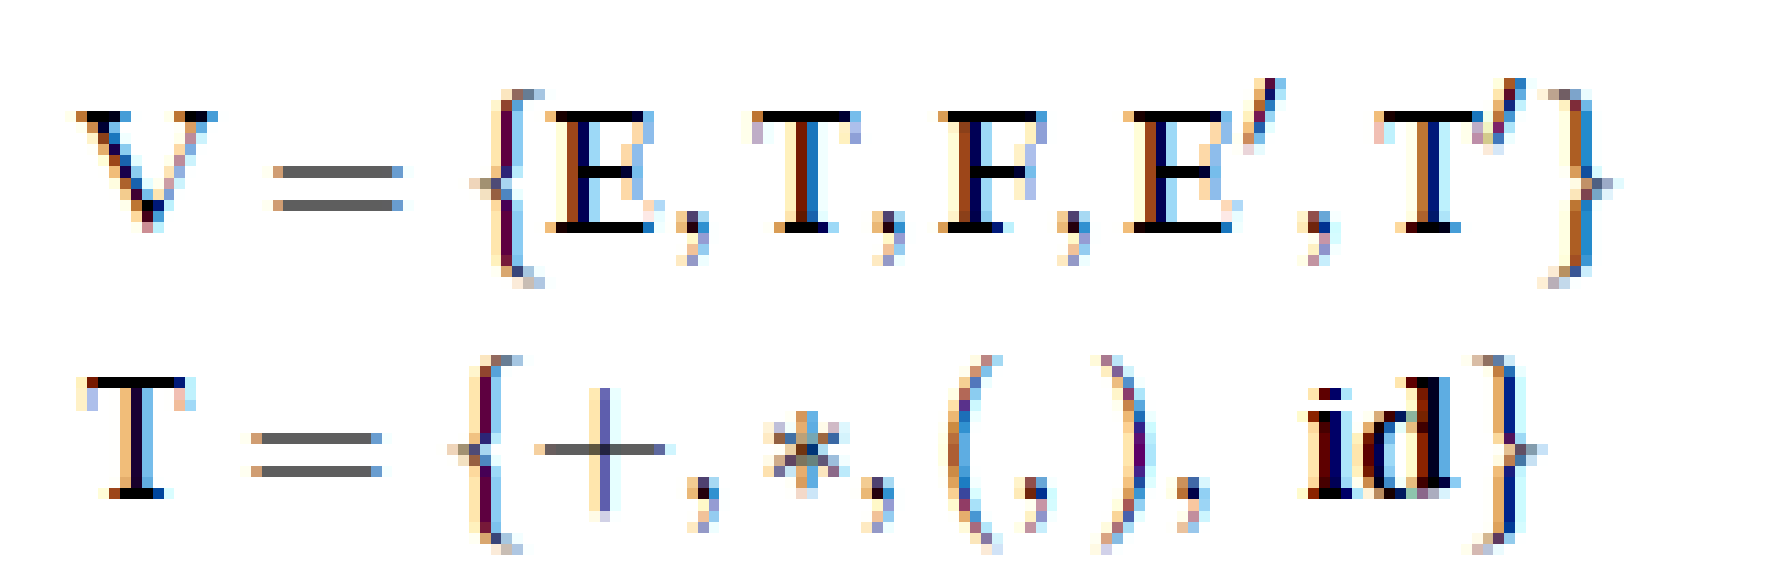 V = {E, T, F, E′, T′}
T = {+, *, (, ), id}